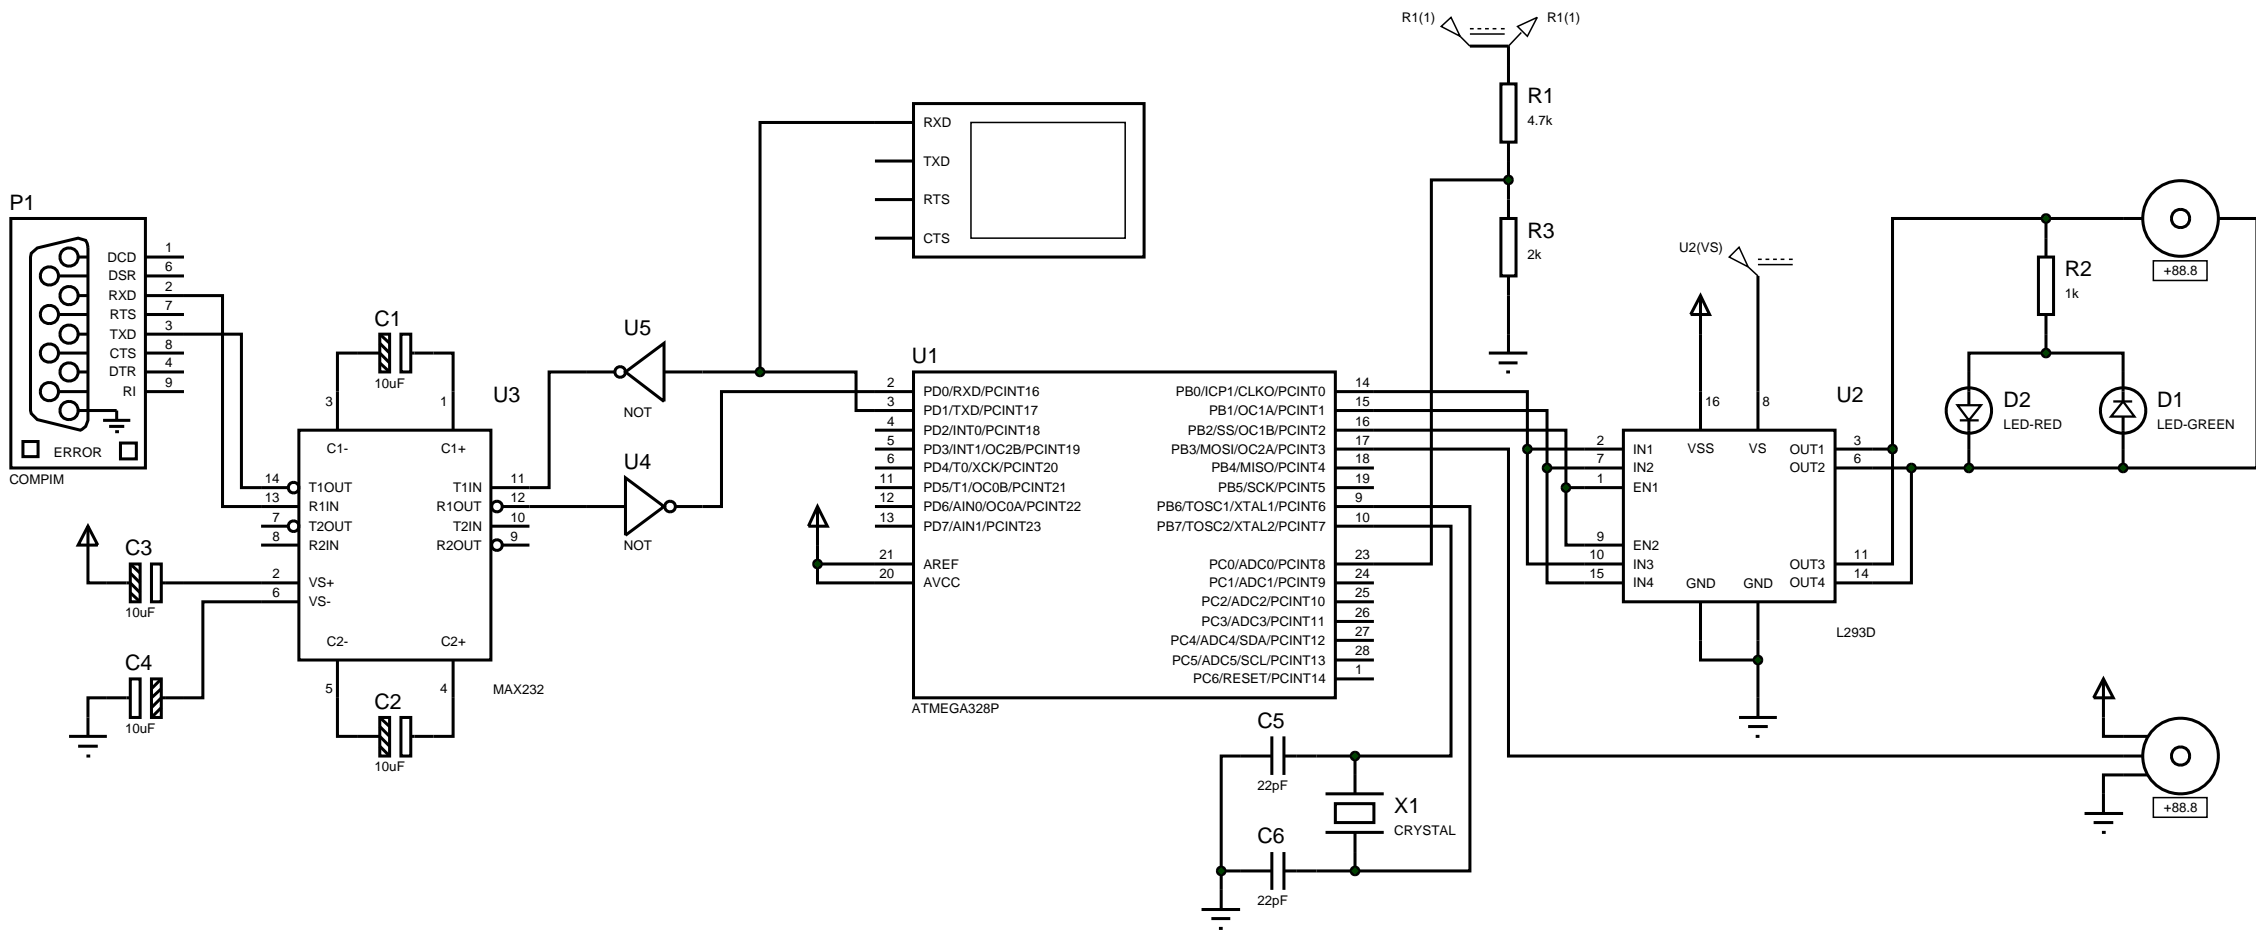 R1(1)
R1(1)
R1
4.7k
R3
2k
RXD
TXD
RTS
CTS
P1
DCD 1
DSR 6
RXD 2
RTS 7
TXD 3
CTS 8
DTR 4
RI 9
ERROR
COMPIM
C1
10uF
3
1
U3
C1-
C1+
14 T1OUT
13 R1IN
7 T2OUT
8 R2IN
2 VS+
6 VS-
T1IN 11
R1OUT 12
T2IN 10
R2OUT 9
C2-
C2+
5
4
MAX232
C2
10uF
C3
10uF
C4
10uF
U5
NOT
U4
NOT
U1
2 PD0/RXD/PCINT16
3 PD1/TXD/PCINT17
4 PD2/INT0/PCINT18
5 PD3/INT1/OC2B/PCINT19
6 PD4/T0/XCK/PCINT20
11 PD5/T1/OC0B/PCINT21
12 PD6/AIN0/OC0A/PCINT22
13 PD7/AIN1/PCINT23
21 AREF
20 AVCC
PB0/ICP1/CLKO/PCINT0 14
PB1/OC1A/PCINT1 15
PB2/SS/OC1B/PCINT2 16
PB3/MOSI/OC2A/PCINT3 17
PB4/MISO/PCINT4 18
PB5/SCK/PCINT5 19
PB6/TOSC1/XTAL1/PCINT6 9
PB7/TOSC2/XTAL2/PCINT7 10
PC0/ADC0/PCINT8 23
PC1/ADC1/PCINT9 24
PC2/ADC2/PCINT10 25
PC3/ADC3/PCINT11 26
PC4/ADC4/SDA/PCINT12 27
PC5/ADC5/SCL/PCINT13 28
PC6/RESET/PCINT14 1
ATMEGA328P
C5
22pF
C6
22pF
X1
CRYSTAL
U2(VS)
16
8
U2
VSS
VS
2 IN1
7 IN2
1 EN1
9 EN2
10 IN3
15 IN4
OUT1 3
OUT2 6
OUT3 11
OUT4 14
GND
GND
L293D
R2
1k
D2
LED-RED
D1
LED-GREEN
+88.8
+88.8